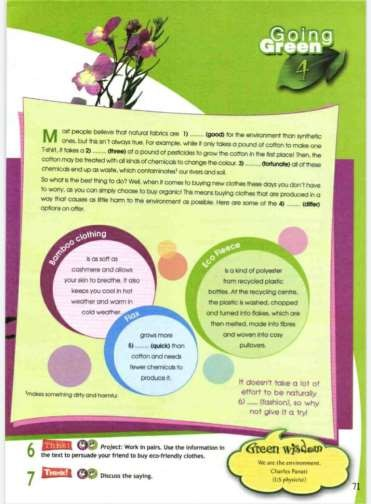 Going
Green
4
Most people believe that natural fabrics are 1) ........ (good) for the environment than synthetic
ones, but this isn't always true. For example, while it only takes a pound of cotton to make one
T-shirt, it takes a 2) ........ (three) of a pound of pesticides to grow the cotton in the first place! Then, the
cotton may be treated with all kinds of chemicals to change the colour. 3) ........ (fortunate) all of these
chemicals end up as waste, which contaminates¹ our rivers and soil.
So what is the best thing to do? Well, when it comes to buying new clothes these days you don't have
to worry, as you can simply choose to buy organic! This means buying clothes that are produced in a
way that causes as little harm to the environment as possible. Here are some of the 4) ........ (differ)
options on offer.
Bamboo clothing
is as soft as
cashmere and allows
your skin to breathe. It also
keeps you cool in hot
weather and warm in
cold weather.
Eco Fleece
is a kind of polyester
from recycled plastic
bottles. At the recycling centre,
the plastic is washed, chopped
and turned into flakes, which are
then melted, made into fibres
and woven into cosy
pullovers.
Flax
grows more
5) ........ (quick) than
cotton and needs
fewer chemicals to
produce it.
It doesn't take a lot of
effort to be naturally
6) ...... (fashion), so why
not give it a try!
¹makes something dirty and harmful
6 Think! Project: Work in pairs. Use the information in
the text to persuade your friend to buy eco-friendly clothes.
7 Think! Discuss the saying.
Green wisdom
We are the environment.
Charles Panati
(US physicist)
71